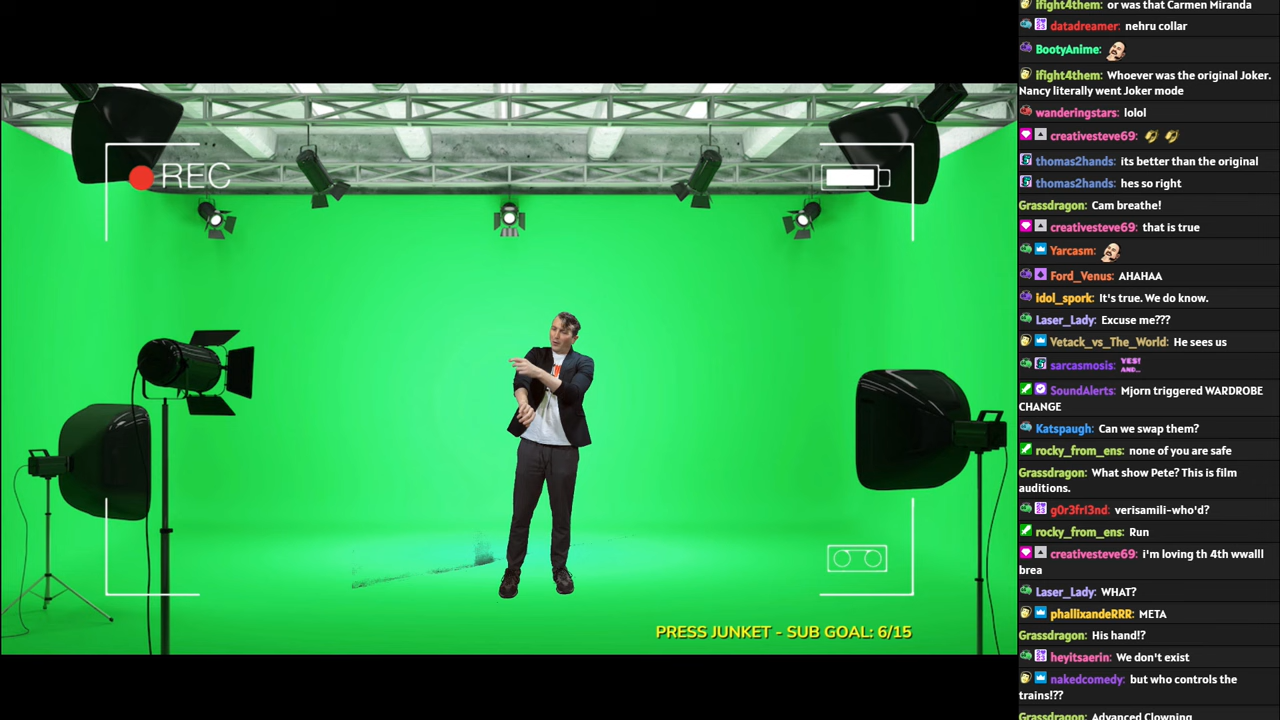 REC
PRESS JUNKET - SUB GOAL: 6/15
ifight4them: or was that Carmen Miranda
datadreamer: nehru collar
BootyAnime:
ifight4them: Whoever was the original Joker.
Nancy literally went Joker mode
wanderingstars: lolol
creativesteve69:
thomas2hands: its better than the original
thomas2hands: hes so right
Grassdragon: Cam breathe!
creativesteve69: that is true
Yarcasm:
Ford_Venus: AHAHAA
idol_spork: It's true. We do know.
Laser_Lady: Excuse me???
Vetack_vs_The_World: He sees us
sarcasmosis: YES! AND...
SoundAlerts: Mjorn triggered WARDROBE
CHANGE
Katspaugh: Can we swap them?
rocky_from_ens: none of you are safe
Grassdragon: What show Pete? This is film
auditions.
g0r3frl3nd: verisamili-who'd?
rocky_from_ens: Run
creativesteve69: i'm loving th 4th wwalll
brea
Laser_Lady: WHAT?
phallixandeRRR: META
Grassdragon: His hand!?
heyitsaerin: We don't exist
nakedcomedy: but who controls the
trains!??
Grassdragon: Advanced Clowning